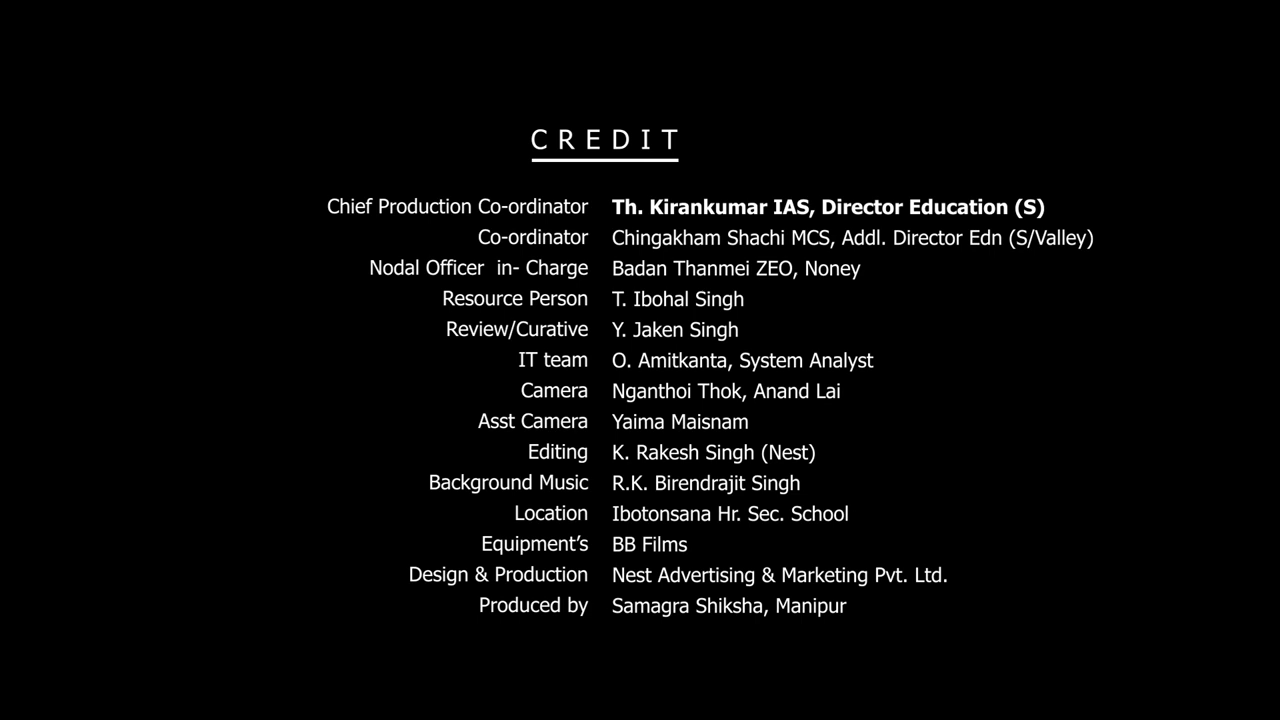 CREDIT
Chief Production Co-ordinator Th. Kirankumar IAS, Director Education (S)
Co-ordinator Chingakham Shachi MCS, Addl. Director Edn (S/Valley)
Nodal Officer in- Charge Badan Thanmei ZEO, Noney
Resource Person T. Ibohal Singh
Review/Curative Y. Jaken Singh
IT team O. Amitkanta, System Analyst
Camera Nganthoi Thok, Anand Lai
Asst Camera Yaima Maisnam
Editing K. Rakesh Singh (Nest)
Background Music R.K. Birendrajit Singh
Location Ibotonsana Hr. Sec. School
Equipment’s BB Films
Design & Production Nest Advertising & Marketing Pvt. Ltd.
Produced by Samagra Shiksha, Manipur